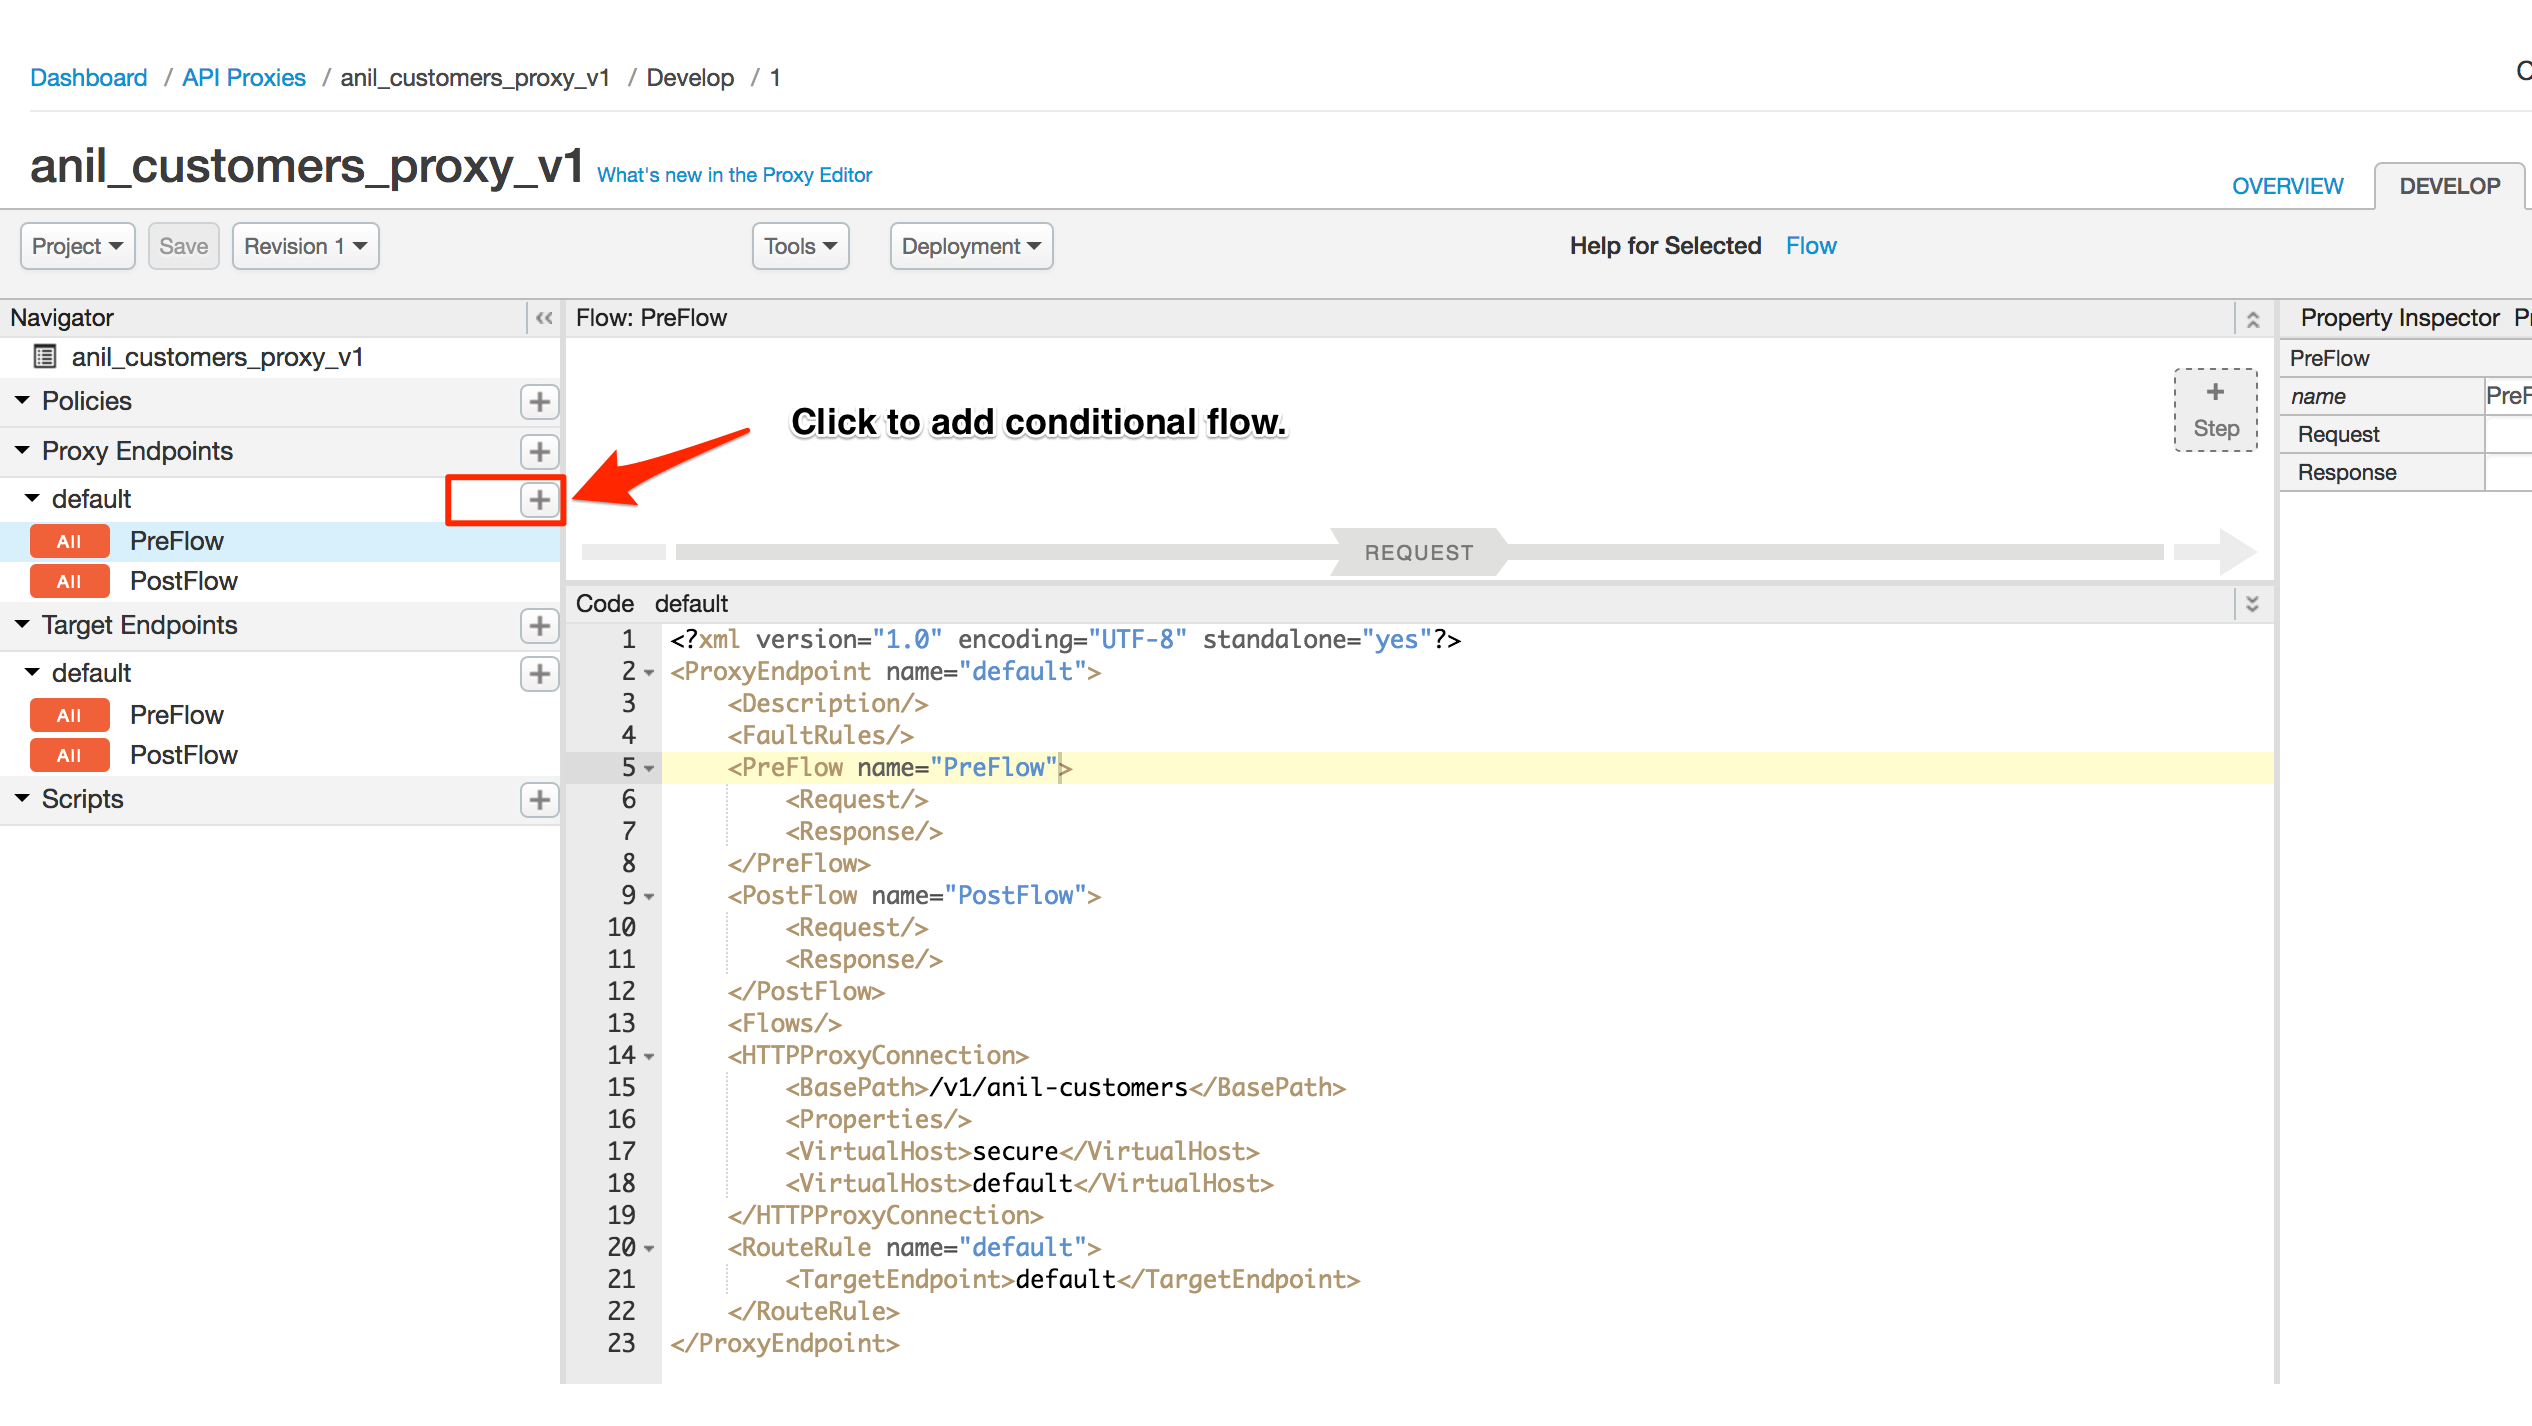 Dashboard / API Proxies / anil_customers_proxy_v1 / Develop / 1
anil_customers_proxy_v1 What's new in the Proxy Editor
OVERVIEW DEVELOP
Project Save Revision 1 Tools Deployment Help for Selected Flow
Navigator
anil_customers_proxy_v1
Policies
Proxy Endpoints
default
All PreFlow
All PostFlow
Target Endpoints
default
All PreFlow
All PostFlow
Scripts
Flow: PreFlow
Click to add conditional flow.
+
Step
REQUEST
Code default
1 <?xml version="1.0" encoding="UTF-8" standalone="yes"?>
2 <ProxyEndpoint name="default">
3 <Description/>
4 <FaultRules/>
5 <PreFlow name="PreFlow">
6 <Request/>
7 <Response/>
8 </PreFlow>
9 <PostFlow name="PostFlow">
10 <Request/>
11 <Response/>
12 </PostFlow>
13 <Flows/>
14 <HTTPProxyConnection>
15 <BasePath>/v1/anil-customers</BasePath>
16 <Properties/>
17 <VirtualHost>secure</VirtualHost>
18 <VirtualHost>default</VirtualHost>
19 </HTTPProxyConnection>
20 <RouteRule name="default">
21 <TargetEndpoint>default</TargetEndpoint>
22 </RouteRule>
23 </ProxyEndpoint>
Property Inspector
PreFlow
name
Request
Response